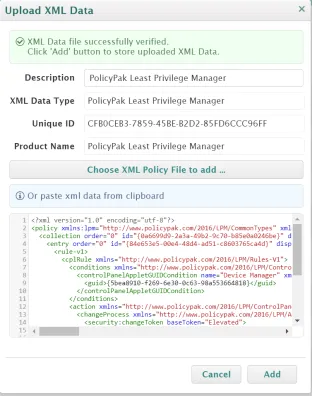 Upload XML Data
XML Data file successfully verified.
Click 'Add' button to store uploaded XML Data.
Description PolicyPak Least Privilege Manager
XML Data Type PolicyPak Least Privilege Manager
Unique ID CFB0CEB3-7859-45BE-B2D2-85FD6CCC96FF
Product Name PolicyPak Least Privilege Manager
Choose XML Policy File to add ...
Or paste xml data from clipboard
1 <?xml version="1.0" encoding="utf-8"?>
2 <policy xmlns:lpm="http://www.policypak.com/2016/LPM/CommonTypes" xml
3 <collection order="0" id="{0a6699d9-2a3a-49b2-9c70-b85e0a0246be}" d
4 <entry order="0" id="{84e653e5-00e4-48d4-ad51-c8603765ca4d}" disp
5 <rule-v1>
6 <cplRule xmlns="http://www.policypak.com/2016/LPM/Rules-V1">
7 <conditions xmlns="http://www.policypak.com/2016/LPM/Contro
8 <controlPanelAppletGUIDCondition name="Device Manager" xm
9 <guid>{5bea8910-f269-6e30-0c63-98a553664818}</guid>
10 </controlPanelAppletGUIDCondition>
11 </conditions>
12 <action xmlns="http://www.policypak.com/2016/LPM/ControlPan
13 <changeProcess xmlns="http://www.policypak.com/2016/LPM/A
14 <security:changeToken baseToken="Elevated">
15
Cancel Add